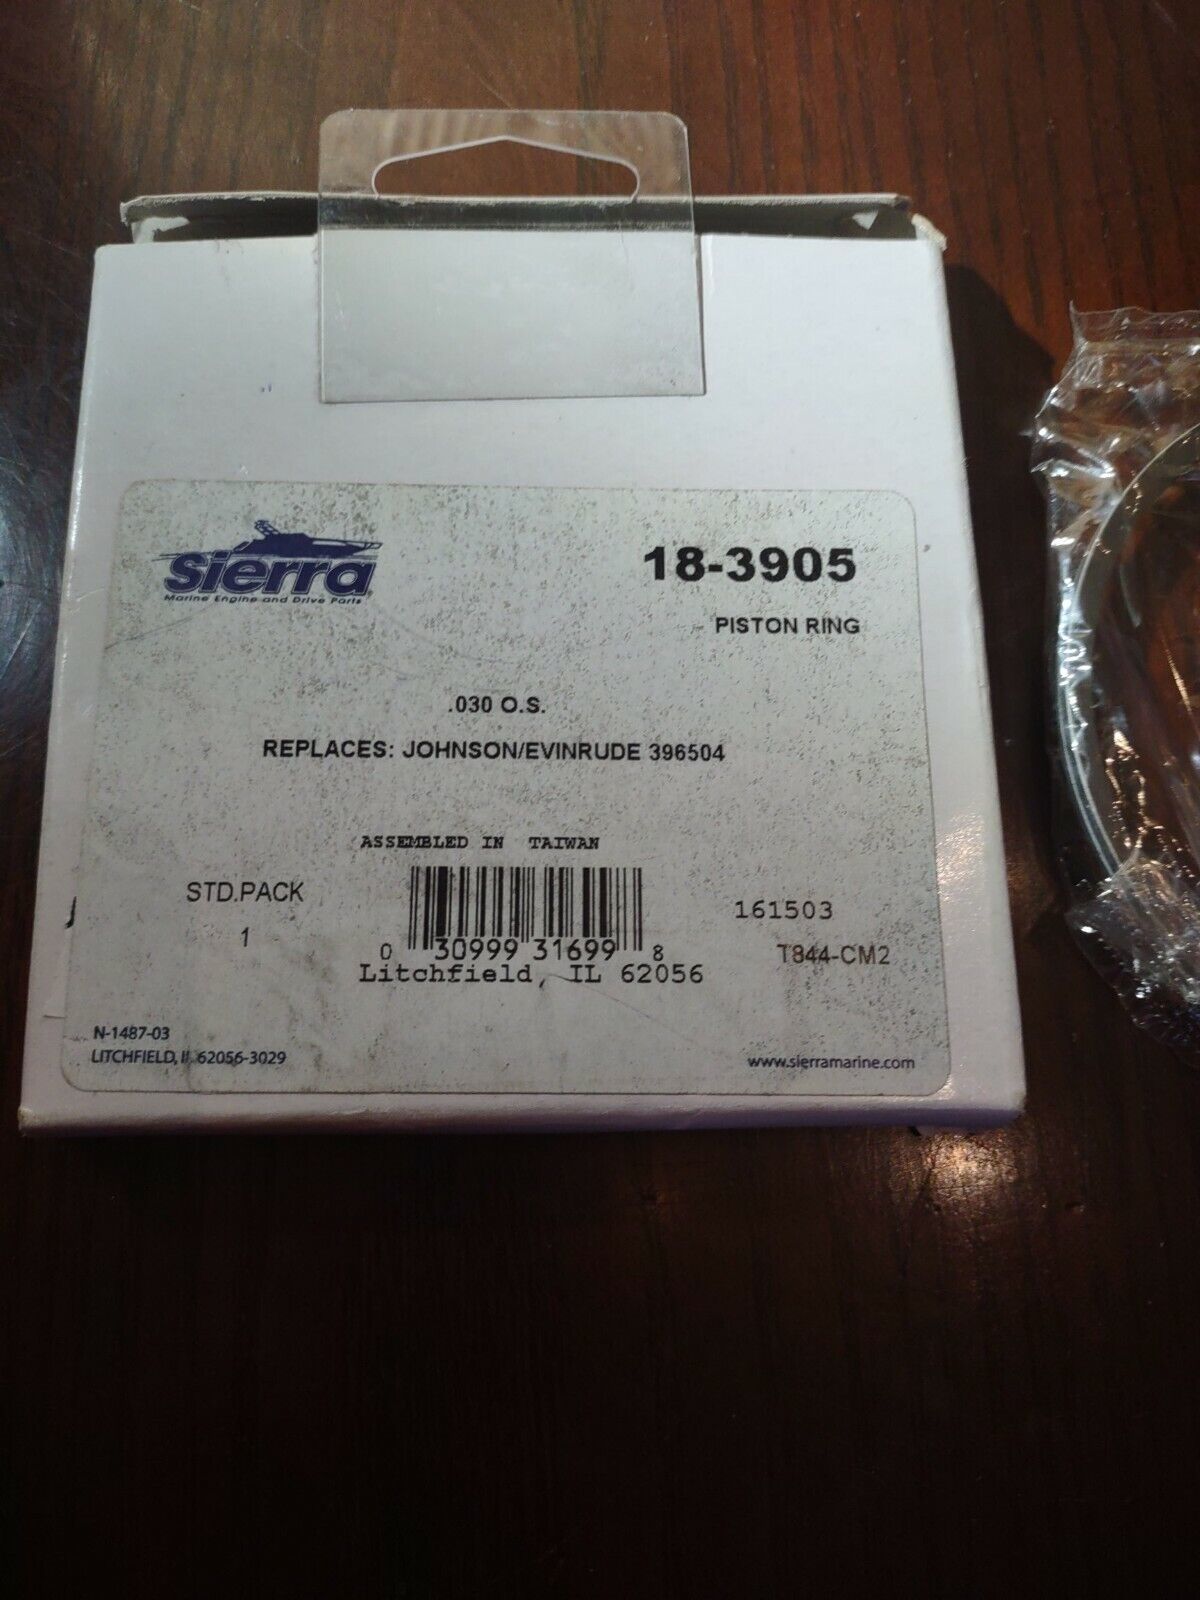 Sierra
Marine Engine and Drive Parts
18-3905
PISTON RING
.030 O.S.
REPLACES: JOHNSON/EVINRUDE 396504
ASSEMBLED IN TAIWAN
STD.PACK
1
0 30999 31699 8
Litchfield, IL 62056
161503
T844-CM2
N-1487-03
LITCHFIELD, IL 62056-3029
www.sierramarine.com